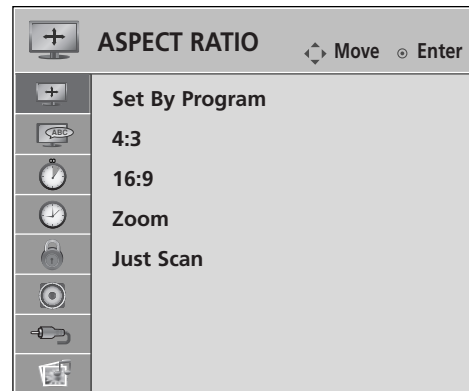 ASPECT RATIO Move Enter
Set By Program
ABC
4:3
16:9
Zoom
Just Scan